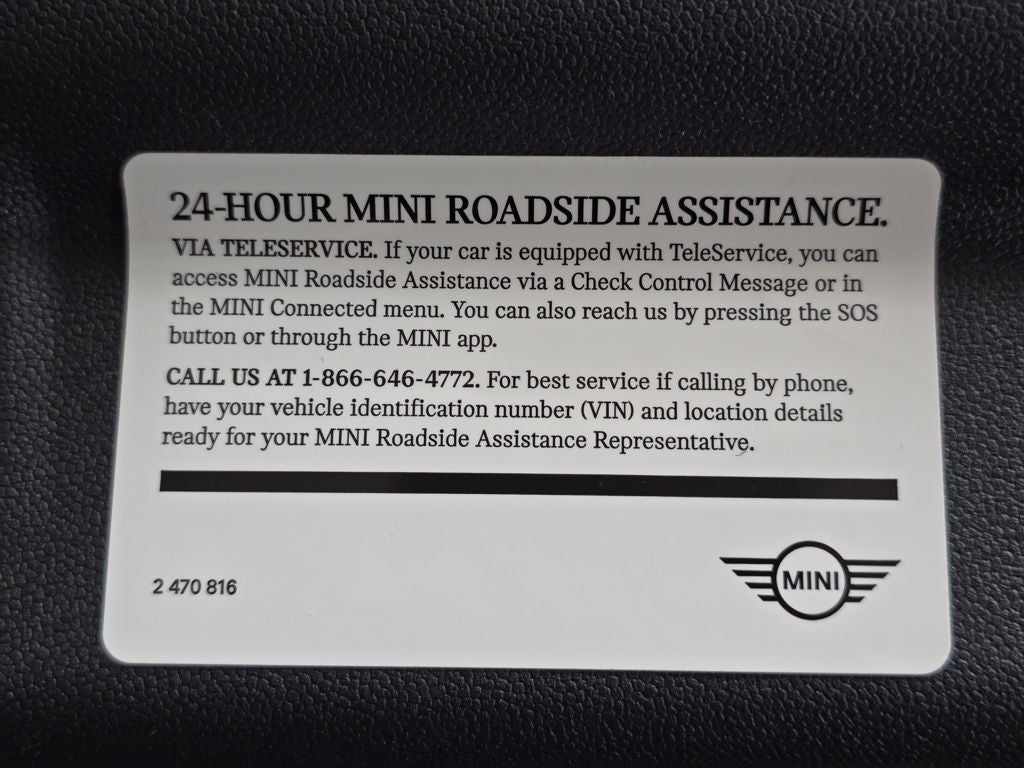 24-HOUR MINI ROADSIDE ASSISTANCE.
VIA TELESERVICE. If your car is equipped with TeleService, you can
access MINI Roadside Assistance via a Check Control Message or in
the MINI Connected menu. You can also reach us by pressing the SOS
button or through the MINI app.
CALL US AT 1-866-646-4772. For best service if calling by phone,
have your vehicle identification number (VIN) and location details
ready for your MINI Roadside Assistance Representative.
2 470 816
MINI